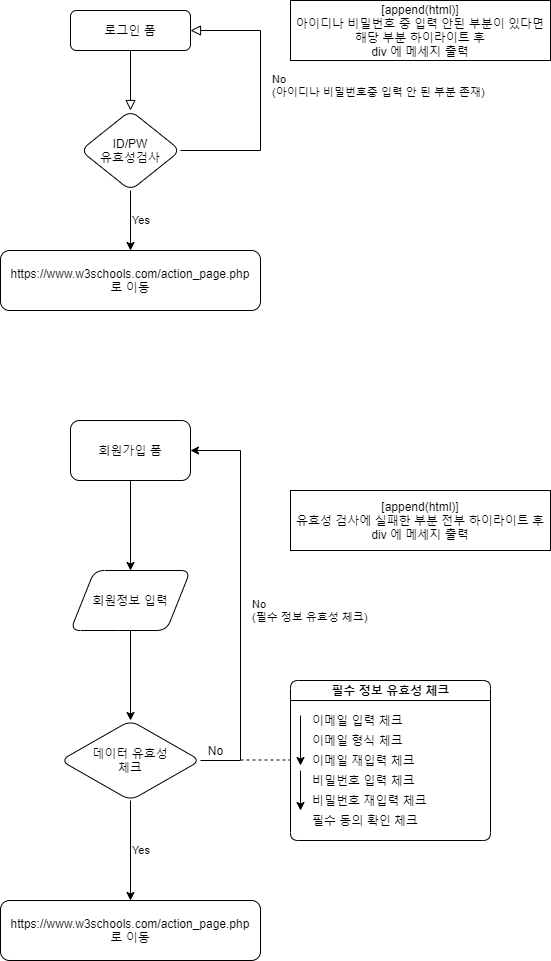 로그인 폼
[append(html)]
아이디나 비밀번호 중 입력 안된 부분이 있다면
해당 부분 하이라이트 후
div 에 메세지 출력
No
(아이디나 비밀번호중 입력 안 된 부분 존재)
ID/PW
유효성검사
Yes
https://www.w3schools.com/action_page.php
로 이동
회원가입 폼
[append(html)]
유효성 검사에 실패한 부분 전부 하이라이트 후
div 에 메세지 출력
회원정보 입력
No
(필수 정보 유효성 체크)
데이터 유효성
체크
No
필수 정보 유효성 체크
이메일 입력 체크
이메일 형식 체크
이메일 재입력 체크
비밀번호 입력 체크
비밀번호 재입력 체크
필수 동의 확인 체크
Yes
https://www.w3schools.com/action_page.php
로 이동